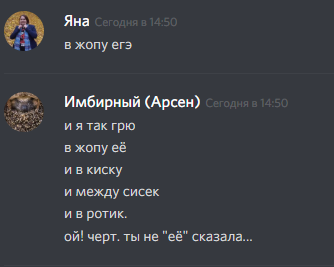 Яна Сегодня в 14:50
в жопу егэ
Имбирный (Арсен) Сегодня в 14:50
и я так грю
в жопу её
и в киску
и между сисек
и в ротик.
ой! черт. ты не "её" сказала...